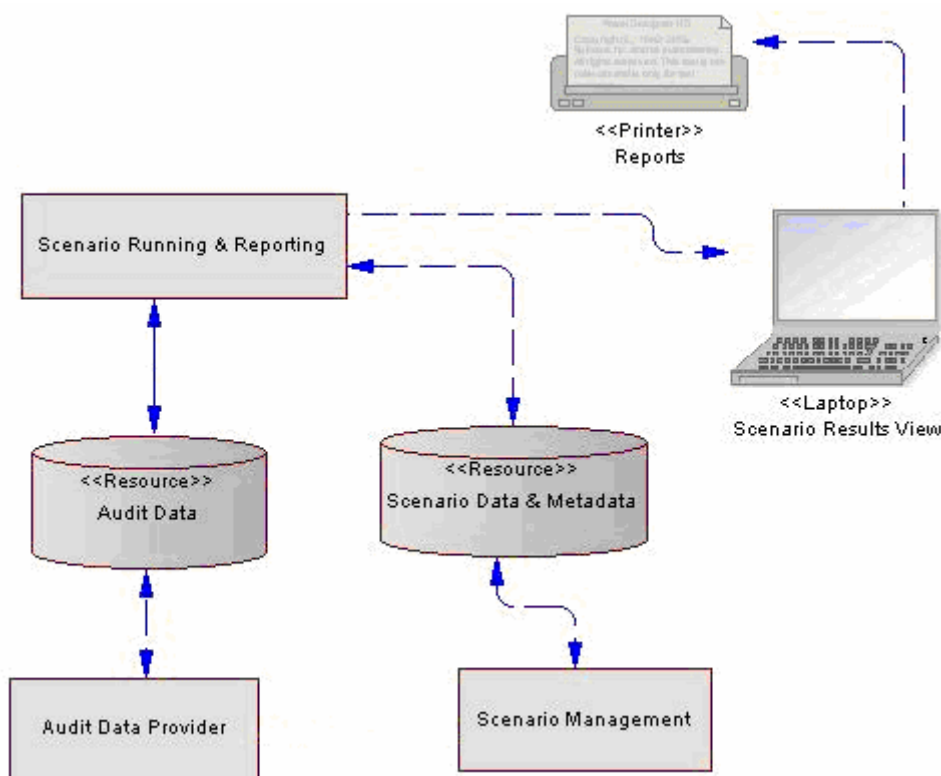 <<Printer>>
Reports
Scenario Running & Reporting
<<Laptop>>
Scenario Results View
<<Resource>>
Audit Data
<<Resource>>
Scenario Data & Metadata
Audit Data Provider
Scenario Management